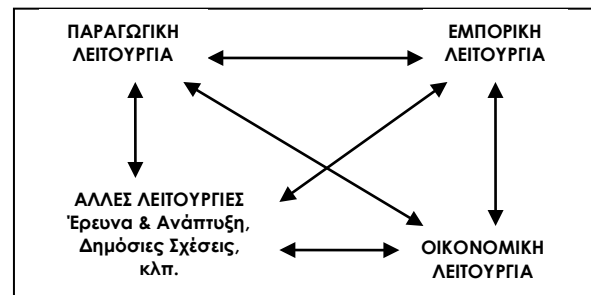 ΠΑΡΑΓΩΓΙΚΗ
ΛΕΙΤΟΥΡΓΙΑ
ΕΜΠΟΡΙΚΗ
ΛΕΙΤΟΥΡΓΙΑ
ΑΛΛΕΣ ΛΕΙΤΟΥΡΓΙΕΣ
Έρευνα & Ανάπτυξη,
Δημόσιες Σχέσεις,
κλπ.
ΟΙΚΟΝΟΜΙΚΗ
ΛΕΙΤΟΥΡΓΙΑ